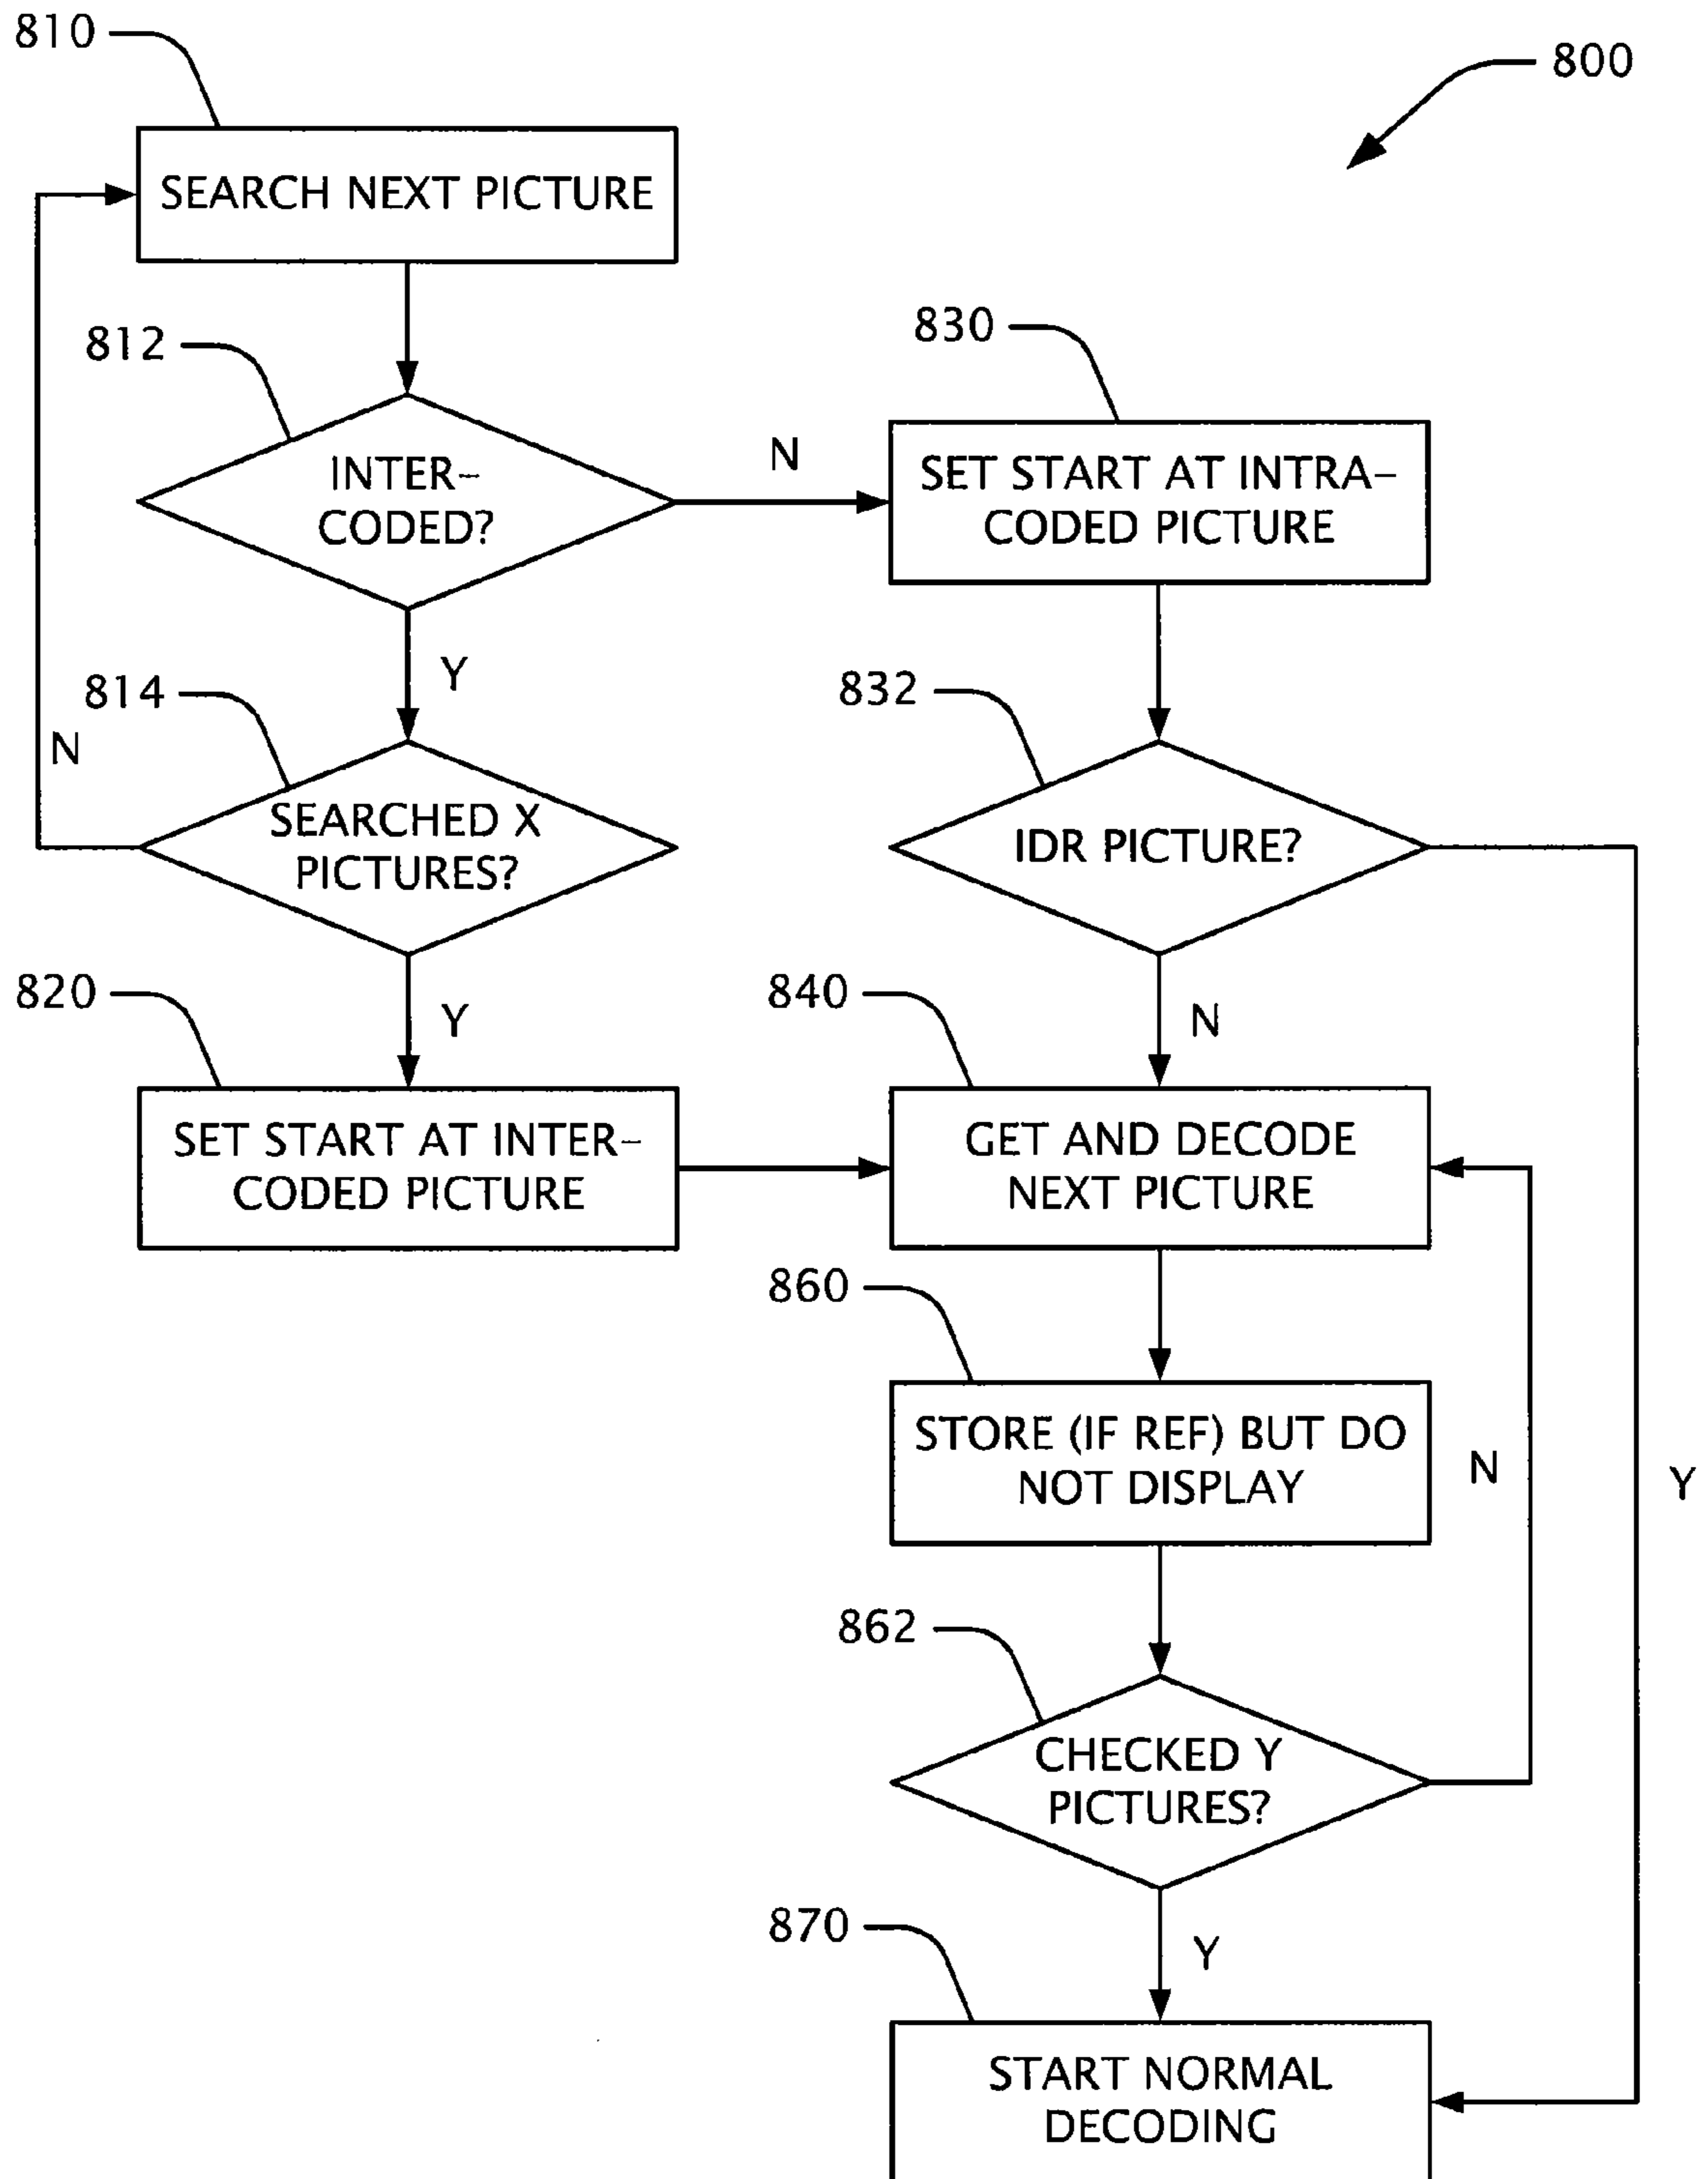 810
800
SEARCH NEXT PICTURE
812
830
INTER–
CODED?
N
SET START AT INTRA–
CODED PICTURE
Y
814
832
N
SEARCHED X
PICTURES?
IDR PICTURE?
820
Y
840
N
SET START AT INTER–
CODED PICTURE
GET AND DECODE
NEXT PICTURE
860
STORE (IF REF) BUT DO
NOT DISPLAY
N
Y
862
CHECKED Y
PICTURES?
870
Y
START NORMAL
DECODING